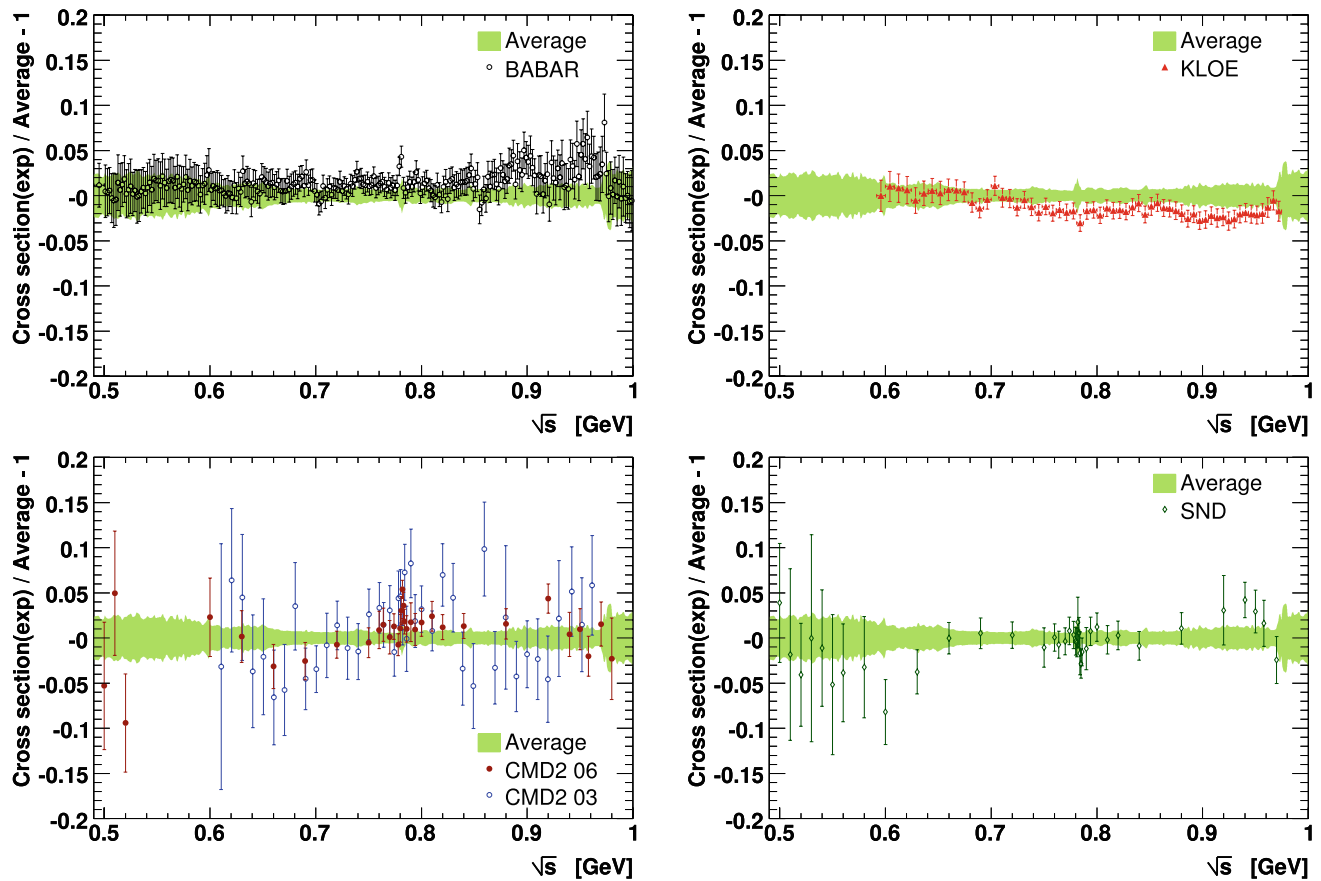 Cross section(exp) / Average - 1
0.2
0.15
0.1
0.05
-0
-0.05
-0.1
-0.15
-0.2
Average
BABAR
0.5 0.6 0.7 0.8 0.9 1
√s [GeV]
Cross section(exp) / Average - 1
0.2
0.15
0.1
0.05
-0
-0.05
-0.1
-0.15
-0.2
Average
KLOE
0.5 0.6 0.7 0.8 0.9 1
√s [GeV]
Cross section(exp) / Average - 1
0.2
0.15
0.1
0.05
-0
-0.05
-0.1
-0.15
-0.2
Average
CMD2 06
CMD2 03
0.5 0.6 0.7 0.8 0.9 1
√s [GeV]
Cross section(exp) / Average - 1
0.2
0.15
0.1
0.05
-0
-0.05
-0.1
-0.15
-0.2
Average
SND
0.5 0.6 0.7 0.8 0.9 1
√s [GeV]